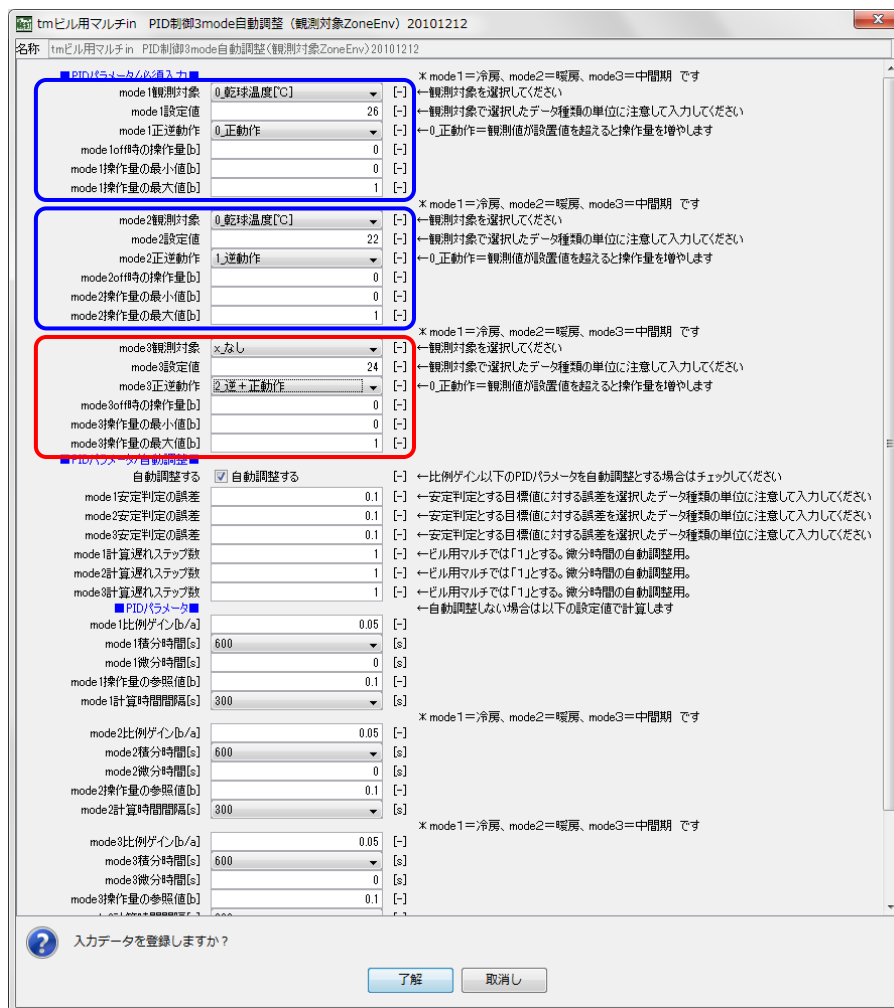 tmビル用マルチin PID制御3mode自動調整（観測対象ZoneEnv）20101212
名称 tmビル用マルチin PID制御3mode自動調整(観測対象ZoneEnv)20101212
■PIDパラメータ/必須入力■ ＊mode1＝冷房、mode2＝暖房、mode3＝中間期 です
mode1観測対象 0_乾球温度[℃] [-] ←観測対象を選択してください
mode1設定値 26 [-] ←観測対象で選択したデータ種類の単位に注意して入力してください
mode1正逆動作 0_正動作 [-] ←0_正動作＝観測値が設置値を超えると操作量を増やします
mode1off時の操作量[b] 0 [-]
mode1操作量の最小値[b] 0 [-]
mode1操作量の最大値[b] 1 [-]
＊mode1＝冷房、mode2＝暖房、mode3＝中間期 です
mode2観測対象 0_乾球温度[℃] [-] ←観測対象を選択してください
mode2設定値 22 [-] ←観測対象で選択したデータ種類の単位に注意して入力してください
mode2正逆動作 1_逆動作 [-] ←0_正動作＝観測値が設置値を超えると操作量を増やします
mode2off時の操作量[b] 0 [-]
mode2操作量の最小値[b] 0 [-]
mode2操作量の最大値[b] 1 [-]
＊mode1＝冷房、mode2＝暖房、mode3＝中間期 です
mode3観測対象 x_なし [-] ←観測対象を選択してください
mode3設定値 24 [-] ←観測対象で選択したデータ種類の単位に注意して入力してください
mode3正逆動作 2_逆＋正動作 [-] ←0_正動作＝観測値が設置値を超えると操作量を増やします
mode3off時の操作量[b] 0 [-]
mode3操作量の最小値[b] 0 [-]
mode3操作量の最大値[b] 1 [-]
■PIDパラメータ/自動調整■
自動調整する 自動調整する [-] ←比例ゲイン以下のPIDパラメータを自動調整とする場合はチェックしてください
mode1安定判定の誤差 0.1 [-] ←安定判定とする目標値に対する誤差を選択したデータ種類の単位に注意して入力してください
mode2安定判定の誤差 0.1 [-] ←安定判定とする目標値に対する誤差を選択したデータ種類の単位に注意して入力してください
mode3安定判定の誤差 0.1 [-] ←安定判定とする目標値に対する誤差を選択したデータ種類の単位に注意して入力してください
mode1計算遅れステップ数 1 [-] ←ビル用マルチでは「1」とする。微分時間の自動調整用。
mode2計算遅れステップ数 1 [-] ←ビル用マルチでは「1」とする。微分時間の自動調整用。
mode3計算遅れステップ数 1 [-] ←ビル用マルチでは「1」とする。微分時間の自動調整用。
■PIDパラメータ■ ←自動調整しない場合は以下の設定値で計算します
mode1比例ゲイン[b/a] 0.05 [-]
mode1積分時間[s] 600 [s]
mode1微分時間[s] 0 [s]
mode1操作量の参照値[b] 0.1 [-]
mode1計算時間間隔[s] 300 [s]
＊mode1＝冷房、mode2＝暖房、mode3＝中間期 です
mode2比例ゲイン[b/a] 0.05 [-]
mode2積分時間[s] 600 [s]
mode2微分時間[s] 0 [s]
mode2操作量の参照値[b] 0.1 [-]
mode2計算時間間隔[s] 300 [s]
＊mode1＝冷房、mode2＝暖房、mode3＝中間期 です
mode3比例ゲイン[b/a] 0.05 [-]
mode3積分時間[s] 600 [s]
mode3微分時間[s] 0 [s]
mode3操作量の参照値[b] 0.1 [-]
入力データを登録しますか？
了解 取消し